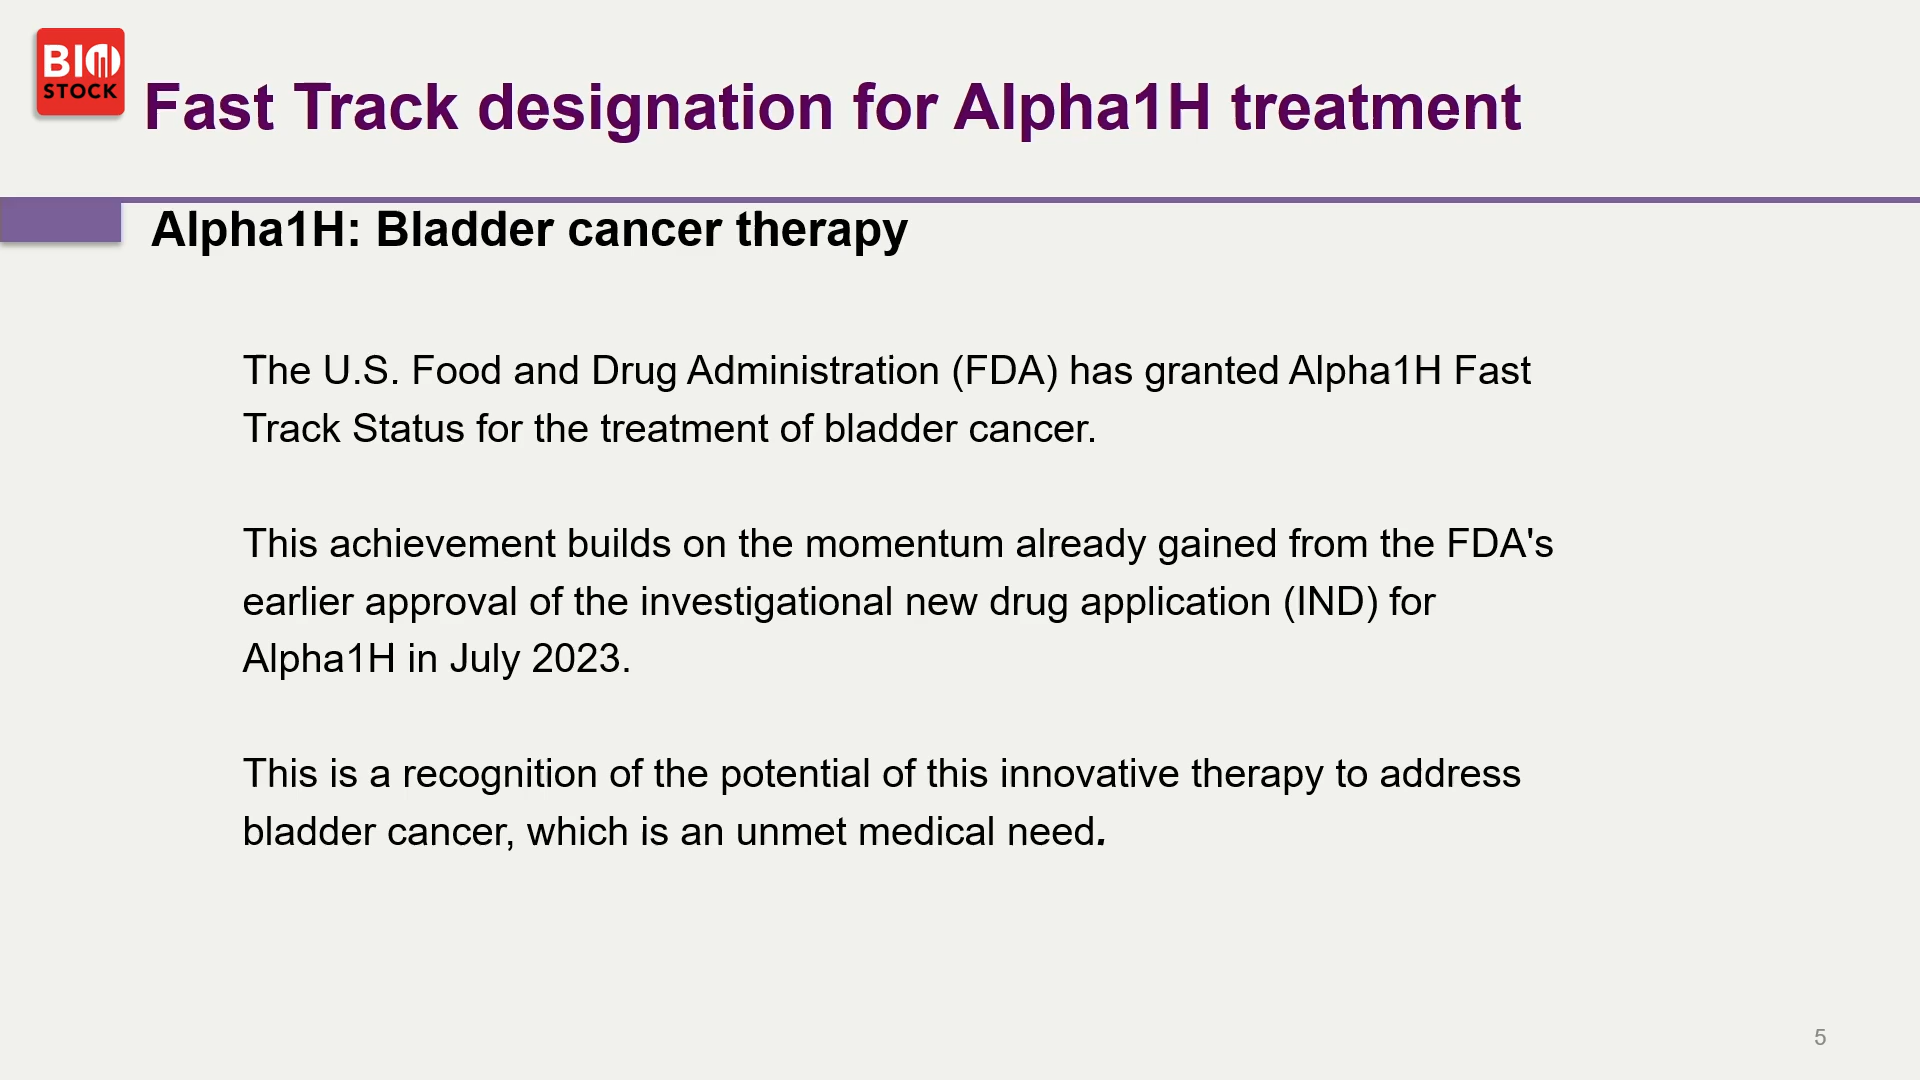 BIO
STOCK
Fast Track designation for Alpha1H treatment
Alpha1H: Bladder cancer therapy
The U.S. Food and Drug Administration (FDA) has granted Alpha1H Fast
Track Status for the treatment of bladder cancer.
This achievement builds on the momentum already gained from the FDA's
earlier approval of the investigational new drug application (IND) for
Alpha1H in July 2023.
This is a recognition of the potential of this innovative therapy to address
bladder cancer, which is an unmet medical need.
5